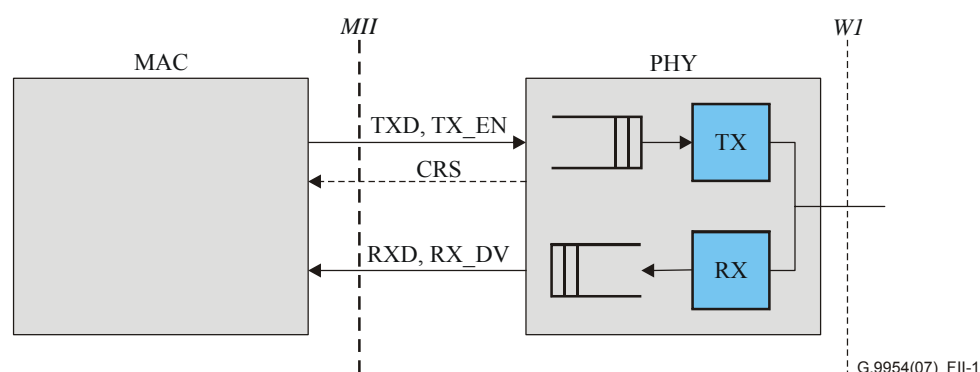 MII
W1
MAC
PHY
TXD, TX_EN
TX
CRS
RXD, RX_DV
RX
G.9954(07)_FII-1